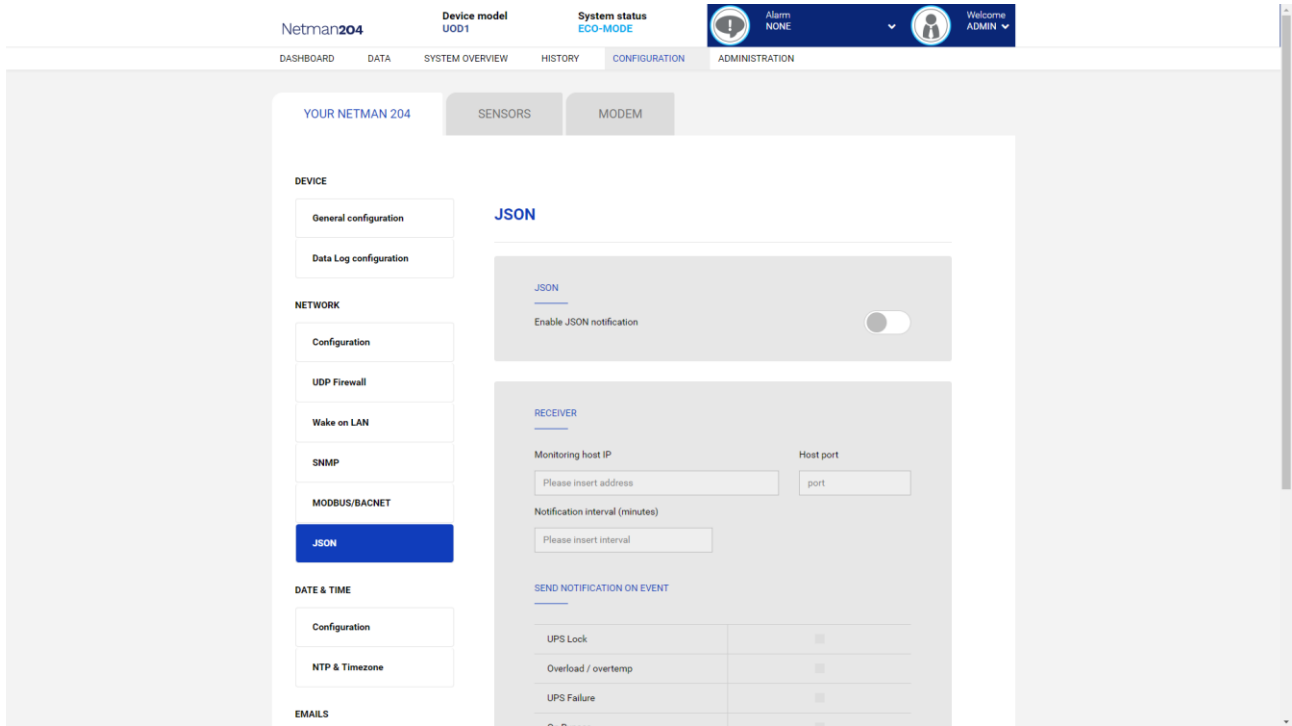 Netman204
Device model
UOD1
System status
ECO-MODE
Alarm
NONE
Welcome
ADMIN
DASHBOARD DATA SYSTEM OVERVIEW HISTORY CONFIGURATION ADMINISTRATION
YOUR NETMAN 204 SENSORS MODEM
DEVICE
General configuration
Data Log configuration
NETWORK
Configuration
UDP Firewall
Wake on LAN
SNMP
MODBUS/BACNET
JSON
DATE & TIME
Configuration
NTP & Timezone
EMAILS
JSON
JSON
Enable JSON notification
RECEIVER
Monitoring host IP Host port
Please insert address port
Notification interval (minutes)
Please insert interval
SEND NOTIFICATION ON EVENT
UPS Lock
Overload / overtemp
UPS Failure